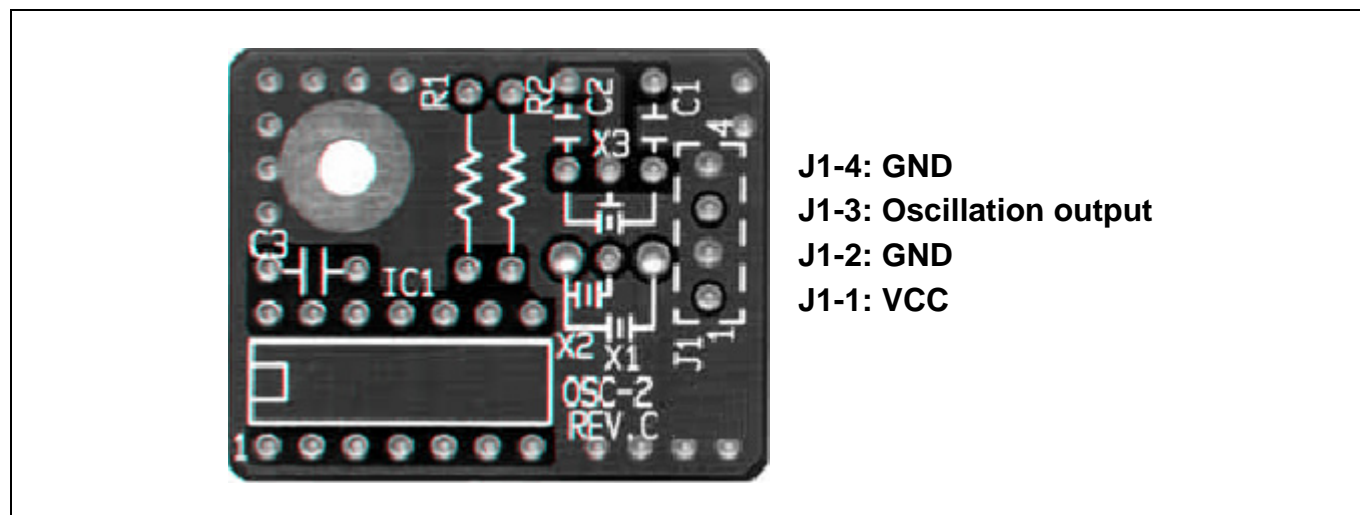 R1
R2
C2
C1
X3
4
C3
IC1
X2
X1
J1
1
OSC-2
REV.C
1
J1-4: GND
J1-3: Oscillation output
J1-2: GND
J1-1: VCC